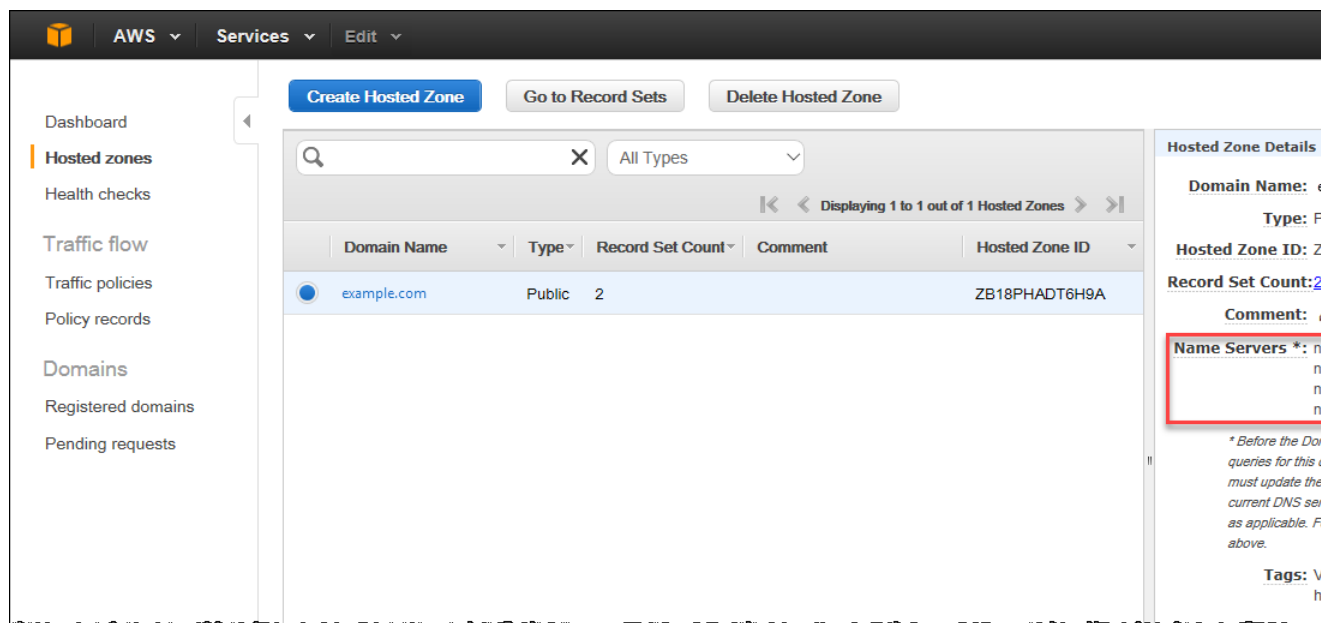 AWS Services Edit
Create Hosted Zone Go to Record Sets Delete Hosted Zone
Dashboard
Hosted zones
Health checks
Traffic flow
Traffic policies
Policy records
Domains
Registered domains
Pending requests
All Types
Displaying 1 to 1 out of 1 Hosted Zones
Domain Name Type Record Set Count Comment Hosted Zone ID
example.com Public 2 ZB18PHADT6H9A
Hosted Zone Details
Domain Name:
Type:
Hosted Zone ID: Z
Record Set Count: 2
Comment:
Name Servers *: n
n
n
n
* Before the
queries for this
must update the
current DNS
as applicable.
above.
Tags:
h